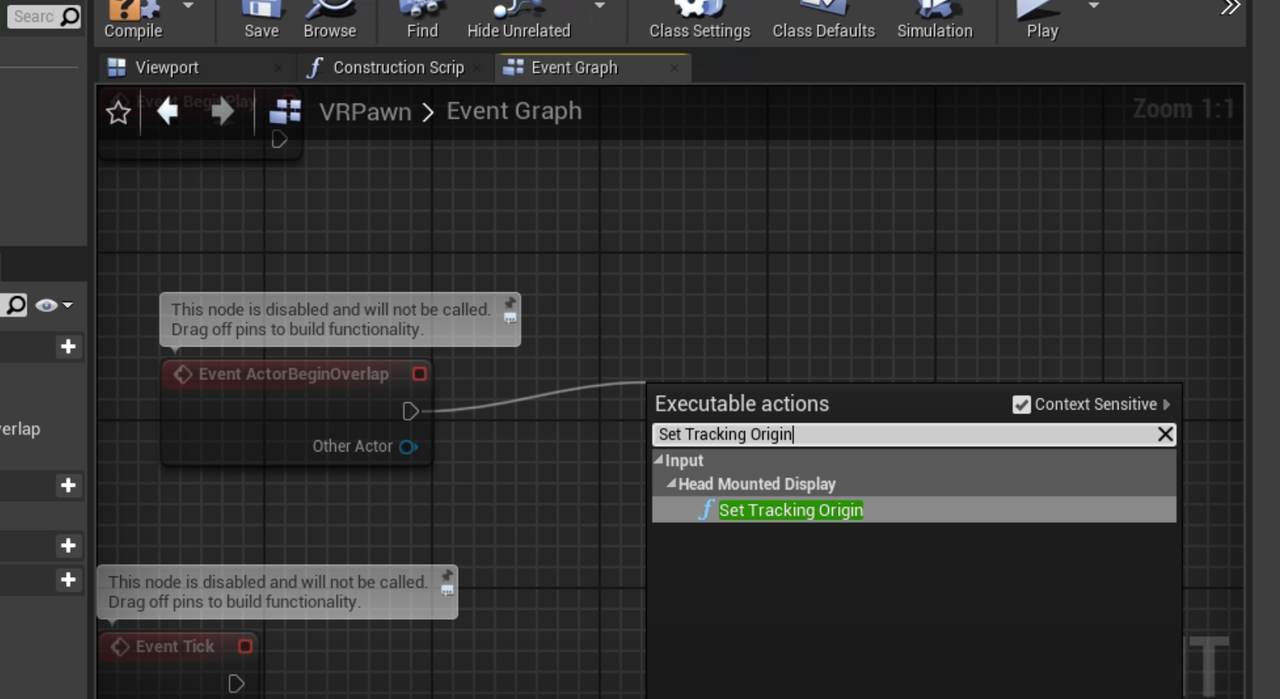 Searc
Compile
Save
Browse
Find
Hide Unrelated
Class Settings
Class Defaults
Simulation
Play
Viewport
Construction Scrip
Event Graph
Event BeginPlay
VRPawn > Event Graph
Zoom 1:1
This node is disabled and will not be called.
Drag off pins to build functionality.
Event ActorBeginOverlap
Other Actor
erlap
Executable actions
Context Sensitive
Set Tracking Origin
Input
Head Mounted Display
f Set Tracking Origin
This node is disabled and will not be called.
Drag off pins to build functionality.
Event Tick
T